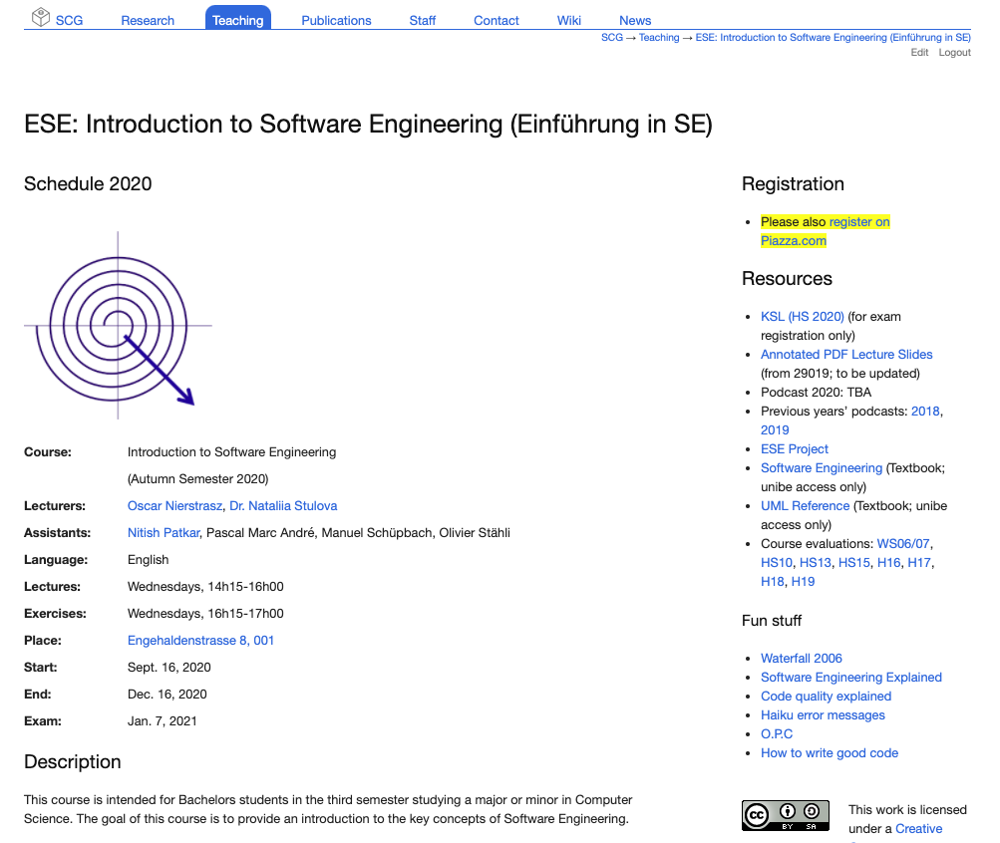 SCG Research Teaching Publications Staff Contact Wiki News
SCG → Teaching → ESE: Introduction to Software Engineering (Einführung in SE)
Edit Logout
ESE: Introduction to Software Engineering (Einführung in SE)
Schedule 2020
Course: Introduction to Software Engineering
(Autumn Semester 2020)
Lecturers: Oscar Nierstrasz, Dr. Nataliia Stulova
Assistants: Nitish Patkar, Pascal Marc André, Manuel Schüpbach, Olivier Stähli
Language: English
Lectures: Wednesdays, 14h15-16h00
Exercises: Wednesdays, 16h15-17h00
Place: Engehaldenstrasse 8, 001
Start: Sept. 16, 2020
End: Dec. 16, 2020
Exam: Jan. 7, 2021
Description
This course is intended for Bachelors students in the third semester studying a major or minor in Computer
Science. The goal of this course is to provide an introduction to the key concepts of Software Engineering.
Registration
• Please also register on
Piazza.com
Resources
• KSL (HS 2020) (for exam
registration only)
• Annotated PDF Lecture Slides
(from 29019; to be updated)
• Podcast 2020: TBA
• Previous years’ podcasts: 2018,
2019
• ESE Project
• Software Engineering (Textbook;
unibe access only)
• UML Reference (Textbook; unibe
access only)
• Course evaluations: WS06/07,
HS10, HS13, HS15, H16, H17,
H18, H19
Fun stuff
• Waterfall 2006
• Software Engineering Explained
• Code quality explained
• Haiku error messages
• O.P.C
• How to write good code
cc BY SA
This work is licensed
under a Creative